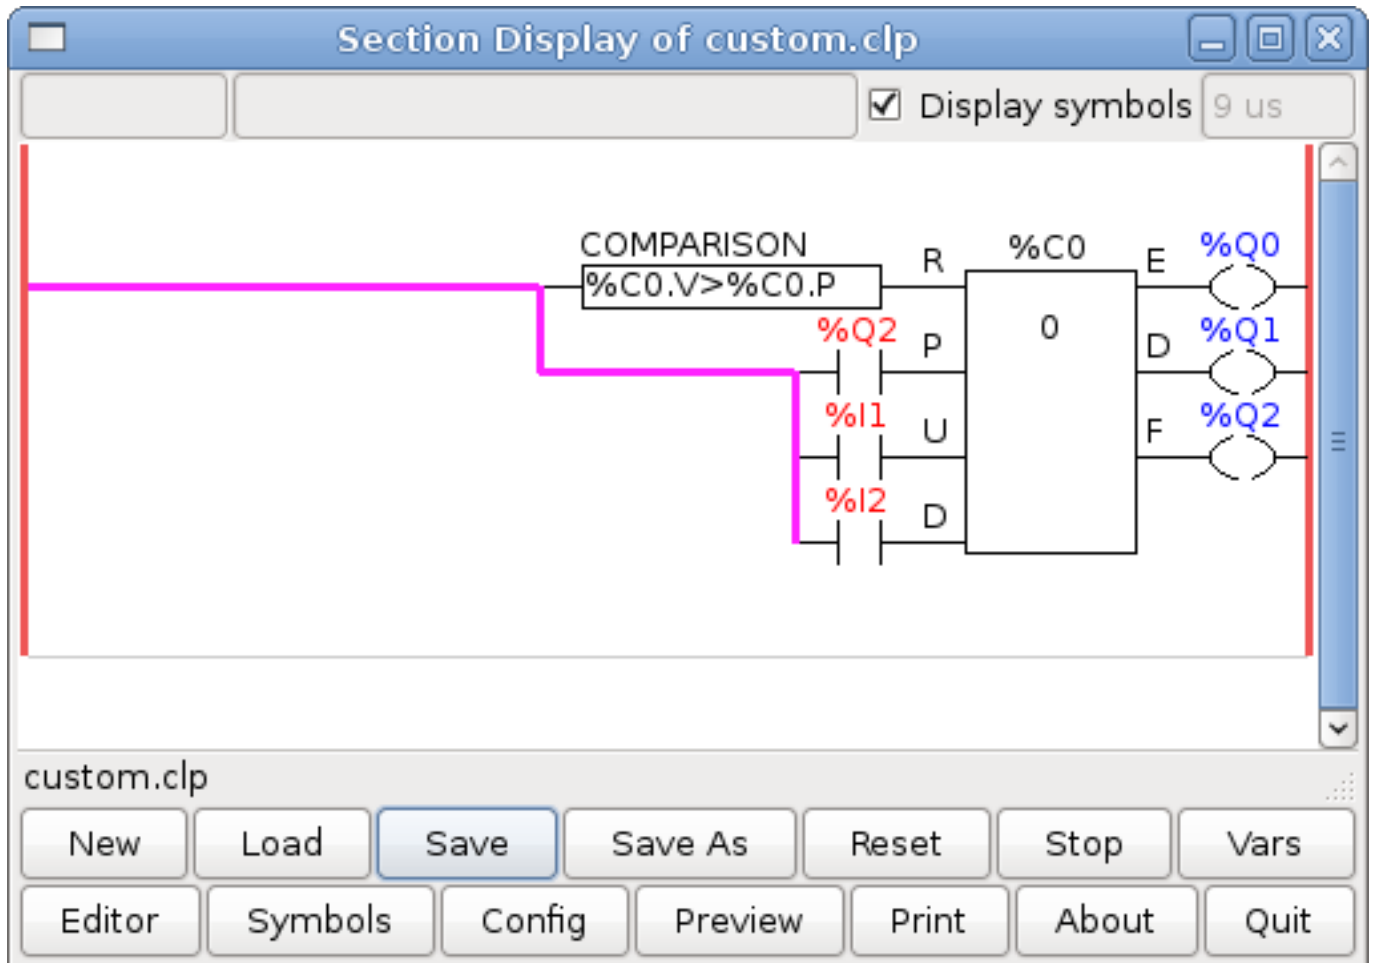 Section Display of custom.clp
Display symbols 9 us
COMPARISON R %C0 E %Q0
%C0.V>%C0.P
%Q2 P 0 D %Q1
%I1 U F %Q2
%I2 D
custom.clp
New Load Save Save As Reset Stop Vars
Editor Symbols Config Preview Print About Quit